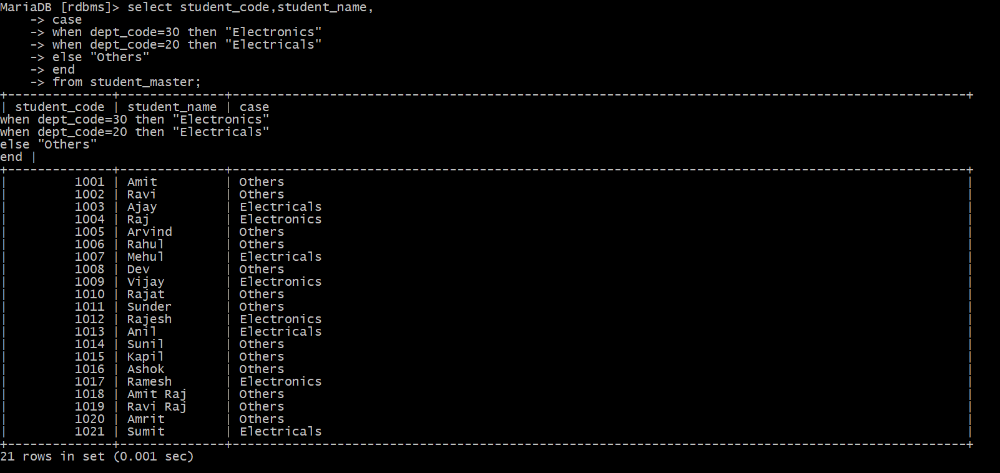 MariaDB [rdbms]> select student_code,student_name,
    -> case
    -> when dept_code=30 then "Electronics"
    -> when dept_code=20 then "Electricals"
    -> else "Others"
    -> end
    -> from student_master;
+--------------+--------------+--------------------------------------------------------------------------------------------------+
| student_code | student_name | case
when dept_code=30 then "Electronics"
when dept_code=20 then "Electricals"
else "Others"
end |
+--------------+--------------+--------------------------------------------------------------------------------------------------+
|         1001 | Amit         | Others                                                                                           |
|         1002 | Ravi         | Others                                                                                           |
|         1003 | Ajay         | Electricals                                                                                      |
|         1004 | Raj          | Electronics                                                                                      |
|         1005 | Arvind       | Others                                                                                           |
|         1006 | Rahul        | Others                                                                                           |
|         1007 | Mehul        | Electricals                                                                                      |
|         1008 | Dev          | Others                                                                                           |
|         1009 | Vijay        | Electronics                                                                                      |
|         1010 | Rajat        | Others                                                                                           |
|         1011 | Sunder       | Others                                                                                           |
|         1012 | Rajesh       | Electronics                                                                                      |
|         1013 | Anil         | Electricals                                                                                      |
|         1014 | Sunil        | Others                                                                                           |
|         1015 | Kapil        | Others                                                                                           |
|         1016 | Ashok        | Others                                                                                           |
|         1017 | Ramesh       | Electronics                                                                                      |
|         1018 | Amit Raj     | Others                                                                                           |
|         1019 | Ravi Raj     | Others                                                                                           |
|         1020 | Amrit        | Others                                                                                           |
|         1021 | Sumit        | Electricals                                                                                      |
+--------------+--------------+--------------------------------------------------------------------------------------------------+
21 rows in set (0.001 sec)